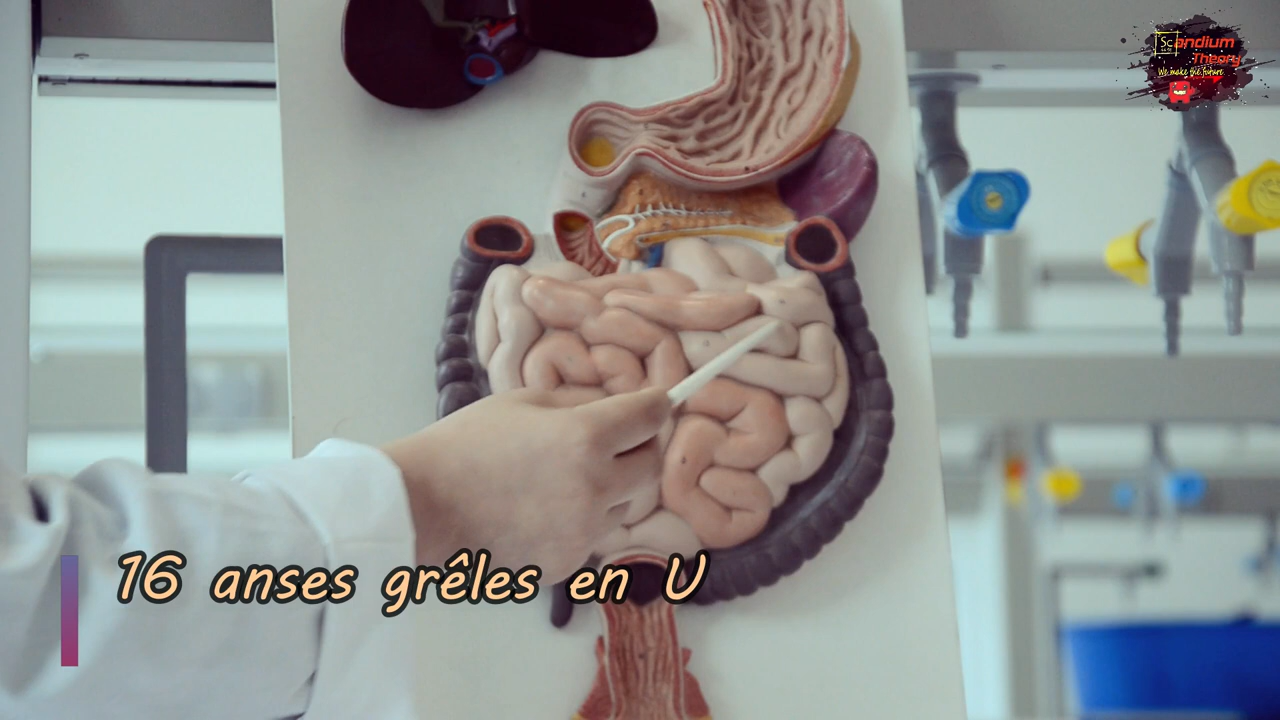 Scandium
Theory
We make the future
16 anses grêles en U